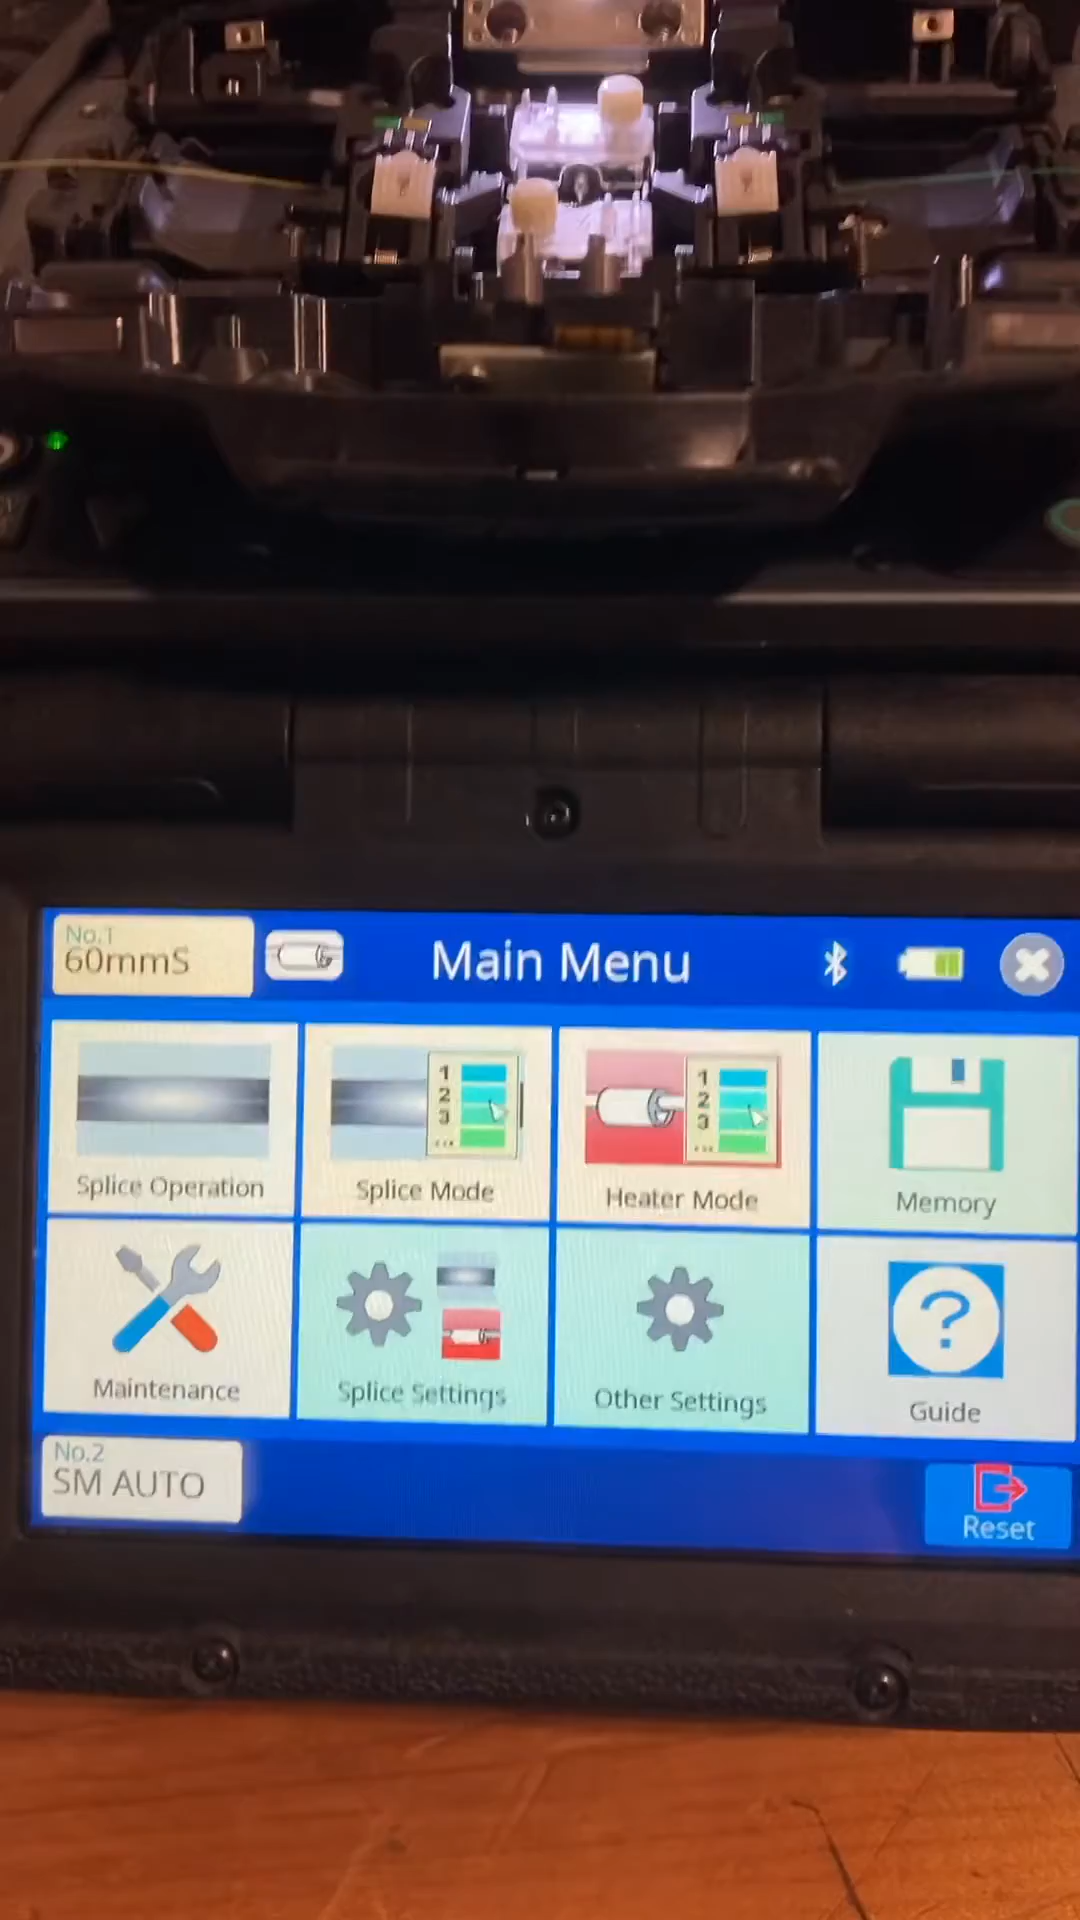 No.1
60mmS
Main Menu
1
2
3
...
1
2
3
...
Splice Operation
Splice Mode
Heater Mode
Memory
?
Maintenance
Splice Settings
Other Settings
Guide
No.2
SM AUTO
Reset